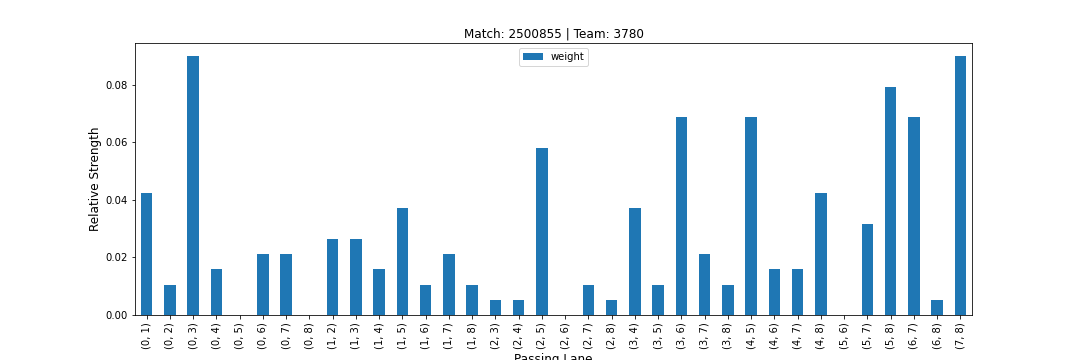 Match: 2500855 | Team: 3780
weight
Relative Strength
0.08
0.06
0.04
0.02
0.00
(0, 1) (0, 2) (0, 3) (0, 4) (0, 5) (0, 6) (0, 7) (0, 8) (1, 2) (1, 3) (1, 4) (1, 5) (1, 6) (1, 7) (1, 8) (2, 3) (2, 4) (2, 5) (2, 6) (2, 7) (2, 8) (3, 4) (3, 5) (3, 6) (3, 7) (3, 8) (4, 5) (4, 6) (4, 7) (4, 8) (5, 6) (5, 7) (5, 8) (6, 7) (6, 8) (7, 8)
Passing Lane